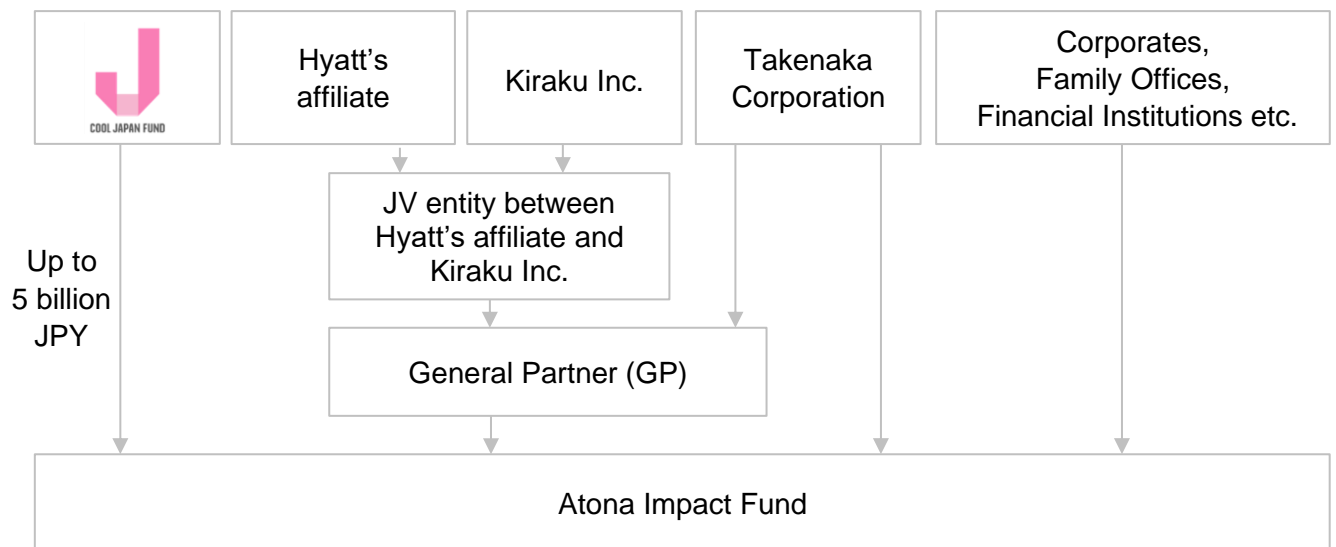 COOL JAPAN FUND
Hyatt's
affiliate
Kiraku Inc.
Takenaka
Corporation
Corporates,
Family Offices,
Financial Institutions etc.
JV entity between
Hyatt's affiliate and
Kiraku Inc.
Up to
5 billion
JPY
General Partner (GP)
Atona Impact Fund